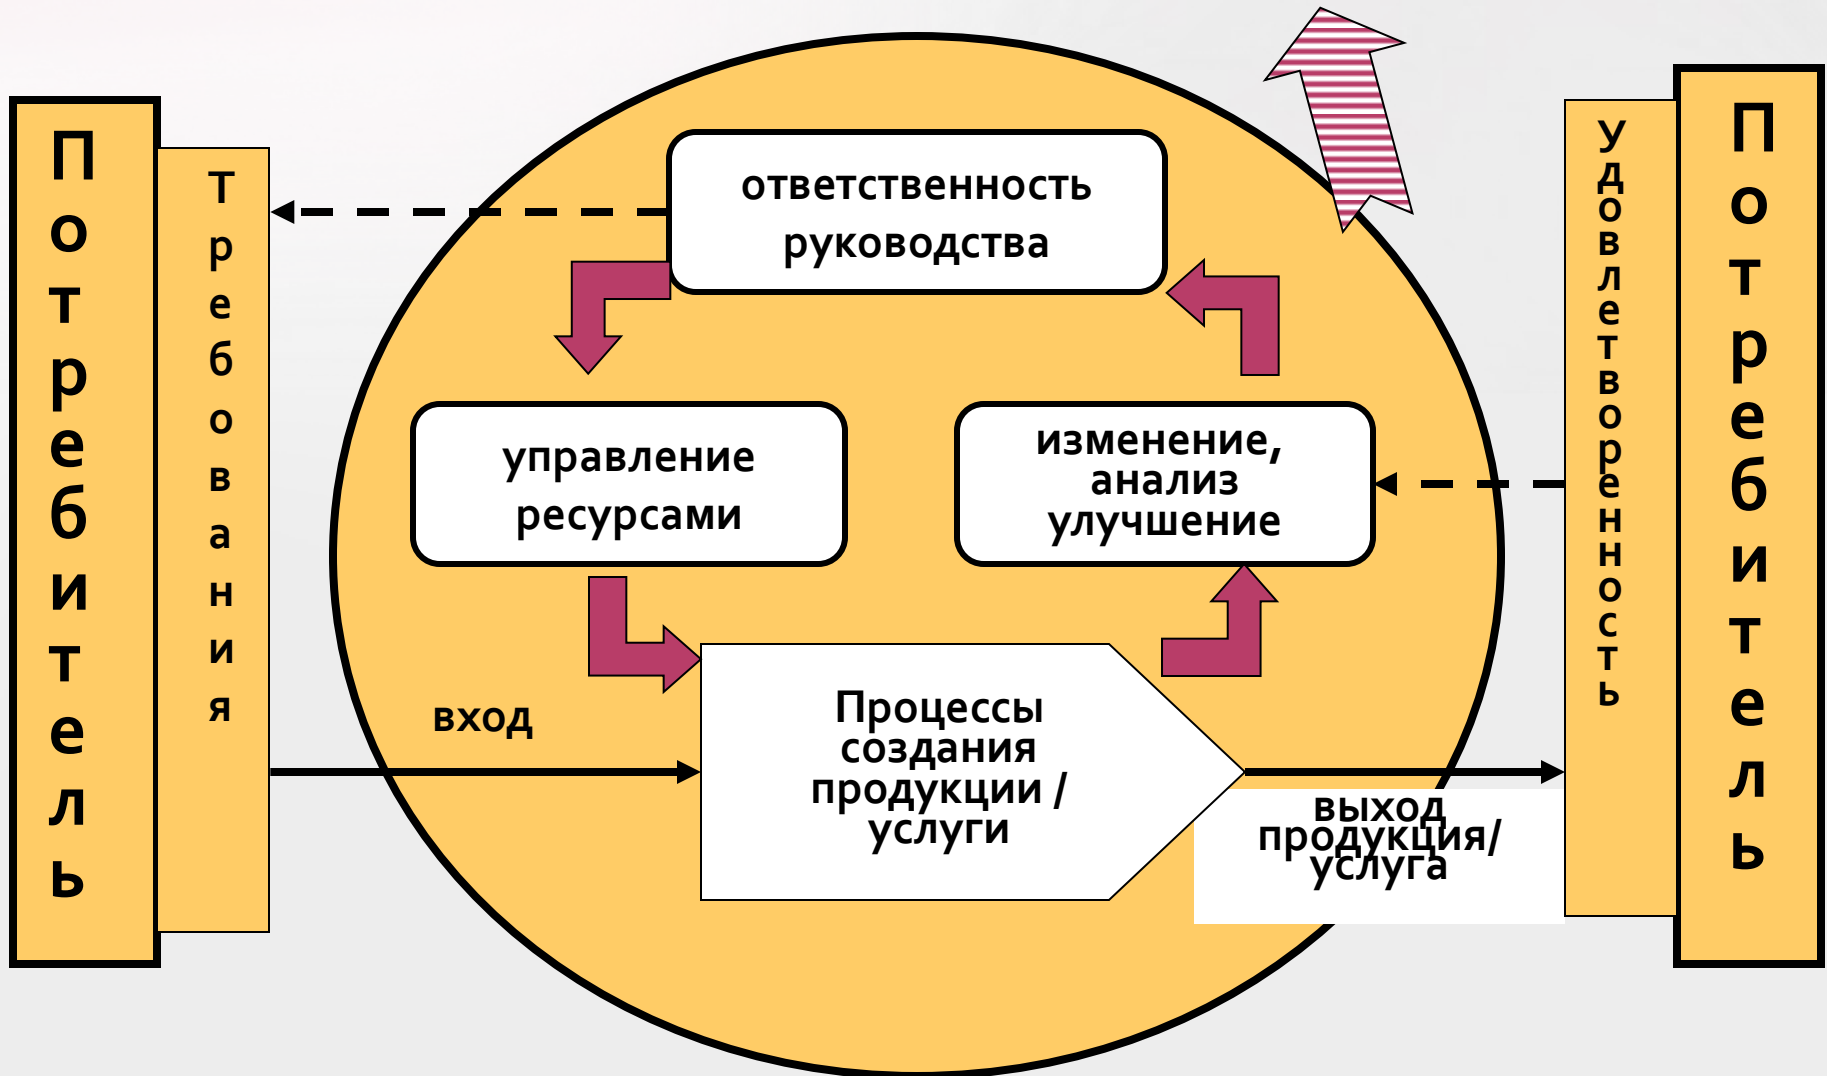 Потребитель
Требования
ответственность
руководства
управление
ресурсами
изменение,
анализ
улучшение
вход
Процессы
создания
продукции /
услуги
выход
продукция/
услуга
Удовлетворенность
Потребитель